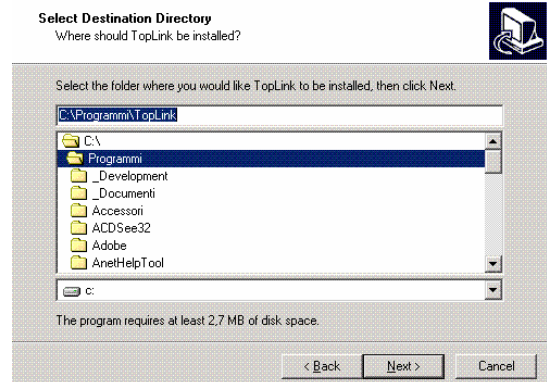 Select Destination Directory
Where should TopLink be installed?
Select the folder where you would like TopLink to be installed, then click Next.
C:\Programmi\TopLink
C:\
Programmi
_Development
_Documenti
Accessori
ACDSee32
Adobe
AnetHelpTool
c:
The program requires at least 2,7 MB of disk space.
< Back Next > Cancel